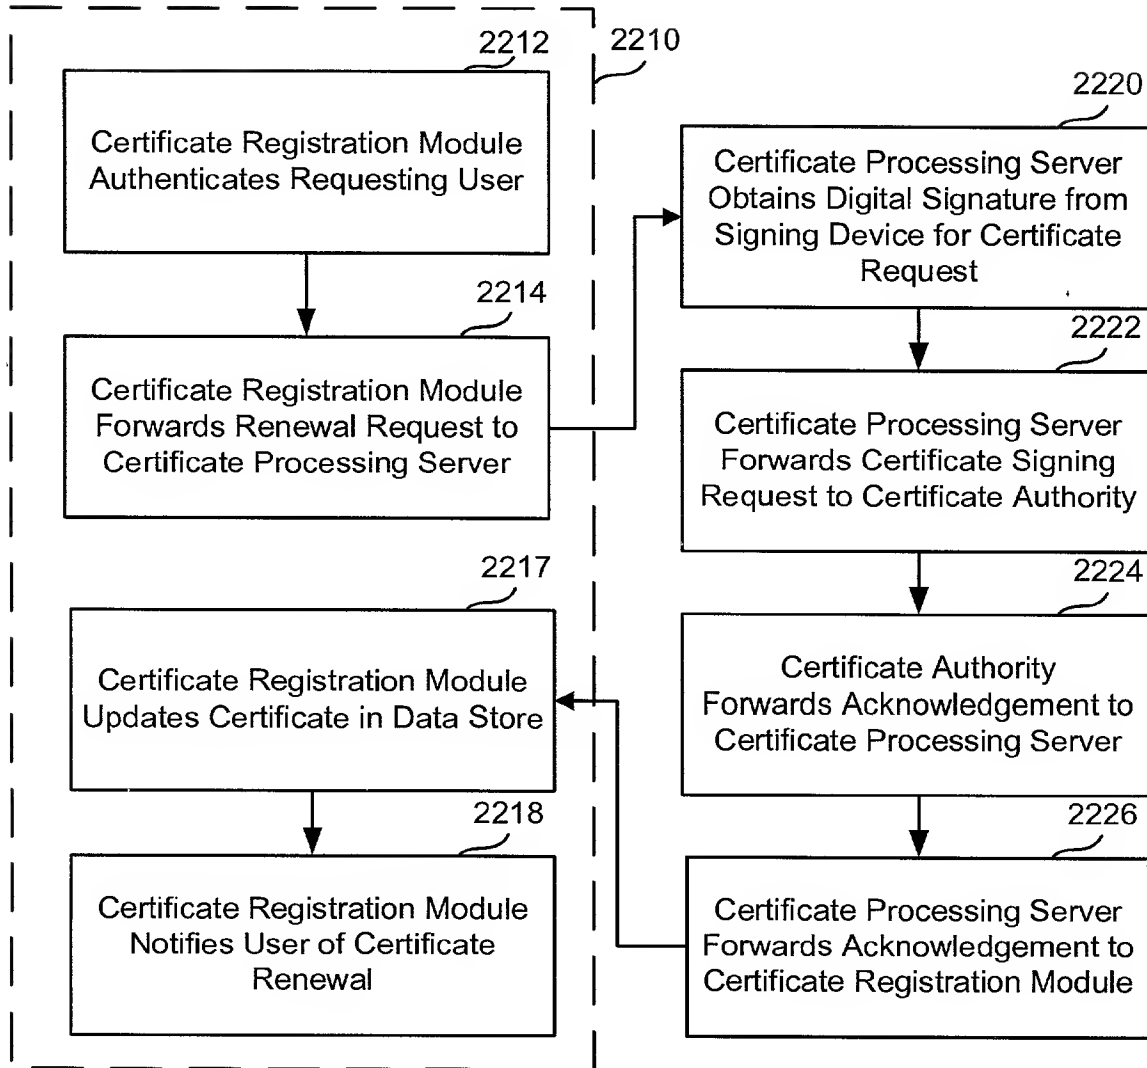 2212
2210
Certificate Registration Module
Authenticates Requesting User
2214
Certificate Registration Module
Forwards Renewal Request to
Certificate Processing Server
2220
Certificate Processing Server
Obtains Digital Signature from
Signing Device for Certificate
Request
2222
Certificate Processing Server
Forwards Certificate Signing
Request to Certificate Authority
2224
Certificate Authority
Forwards Acknowledgement to
Certificate Processing Server
2226
Certificate Processing Server
Forwards Acknowledgement to
Certificate Registration Module
2217
Certificate Registration Module
Updates Certificate in Data Store
2218
Certificate Registration Module
Notifies User of Certificate
Renewal